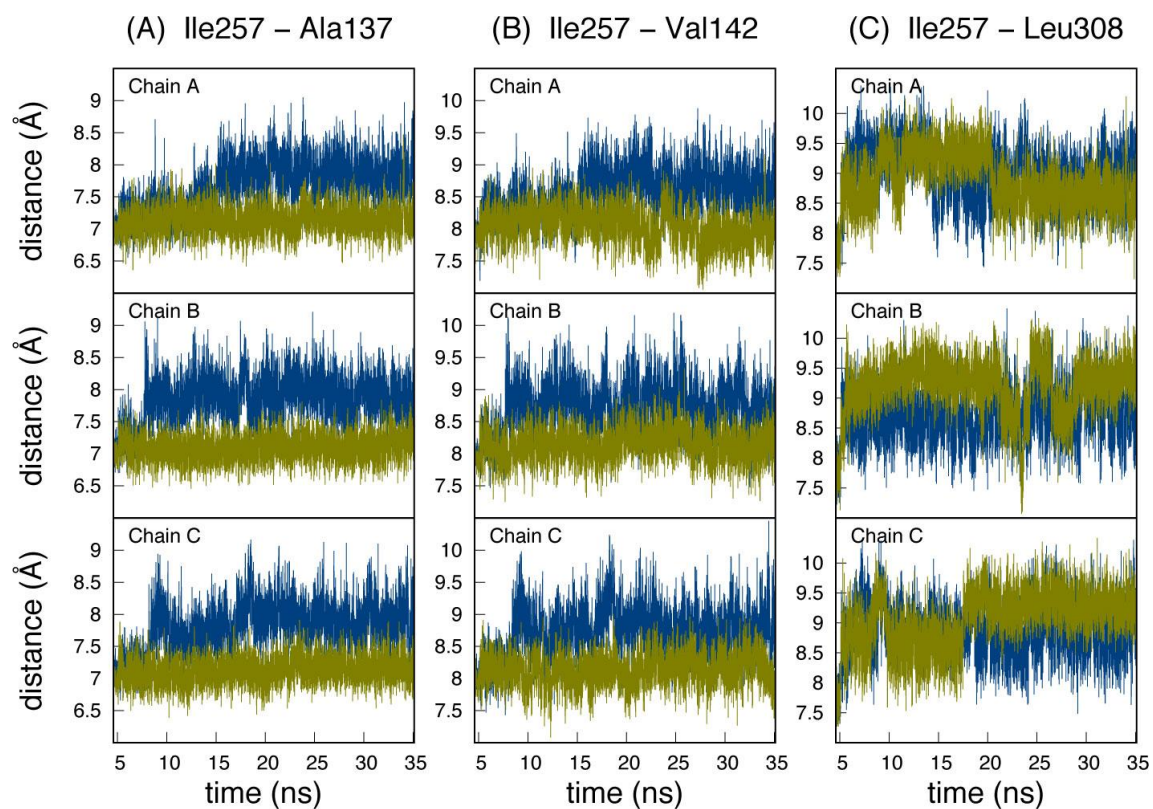 (A) Ile257 – Ala137
(B) Ile257 – Val142
(C) Ile257 – Leu308
distance (Å)
Chain A
9
8.5
8
7.5
7
6.5
Chain A
10
9.5
9
8.5
8
7.5
Chain A
10
9.5
9
8.5
8
7.5
distance (Å)
Chain B
9
8.5
8
7.5
7
6.5
Chain B
10
9.5
9
8.5
8
7.5
Chain B
10
9.5
9
8.5
8
7.5
distance (Å)
Chain C
9
8.5
8
7.5
7
6.5
Chain C
10
9.5
9
8.5
8
7.5
Chain C
10
9.5
9
8.5
8
7.5
5 10 15 20 25 30 35
5 10 15 20 25 30 35
5 10 15 20 25 30 35
time (ns)
time (ns)
time (ns)